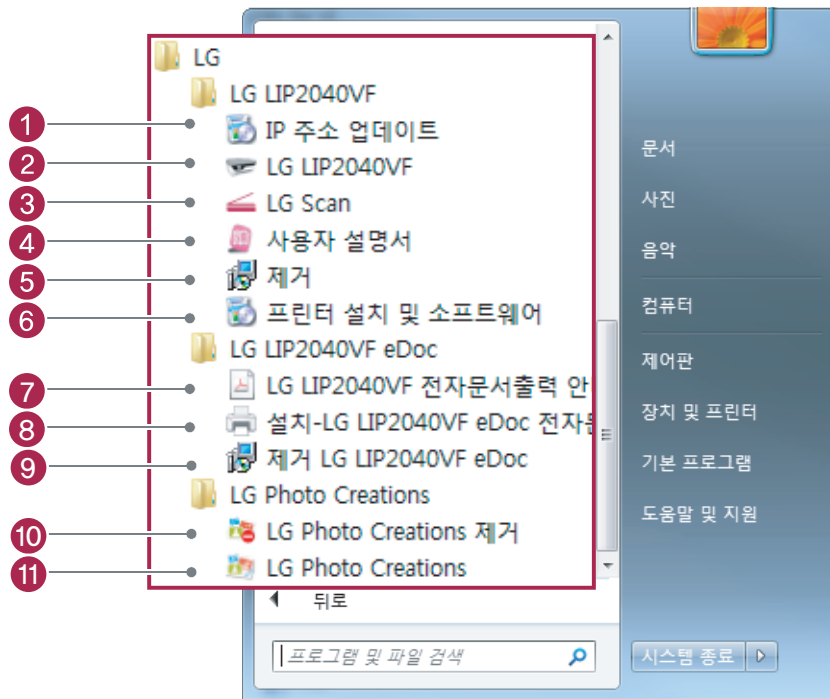 LG
LG LIP2040VF
1 IP 주소 업데이트
2 LG LIP2040VF
3 LG Scan
4 사용자 설명서
5 제거
6 프린터 설치 및 소프트웨어
LG LIP2040VF eDoc
7 LG LIP2040VF 전자문서출력 안
8 설치-LG LIP2040VF eDoc 전자
9 제거 LG LIP2040VF eDoc
LG Photo Creations
10 LG Photo Creations 제거
11 LG Photo Creations
뒤로
프로그램 및 파일 검색
문서
사진
음악
컴퓨터
제어판
장치 및 프린터
기본 프로그램
도움말 및 지원
시스템 종료